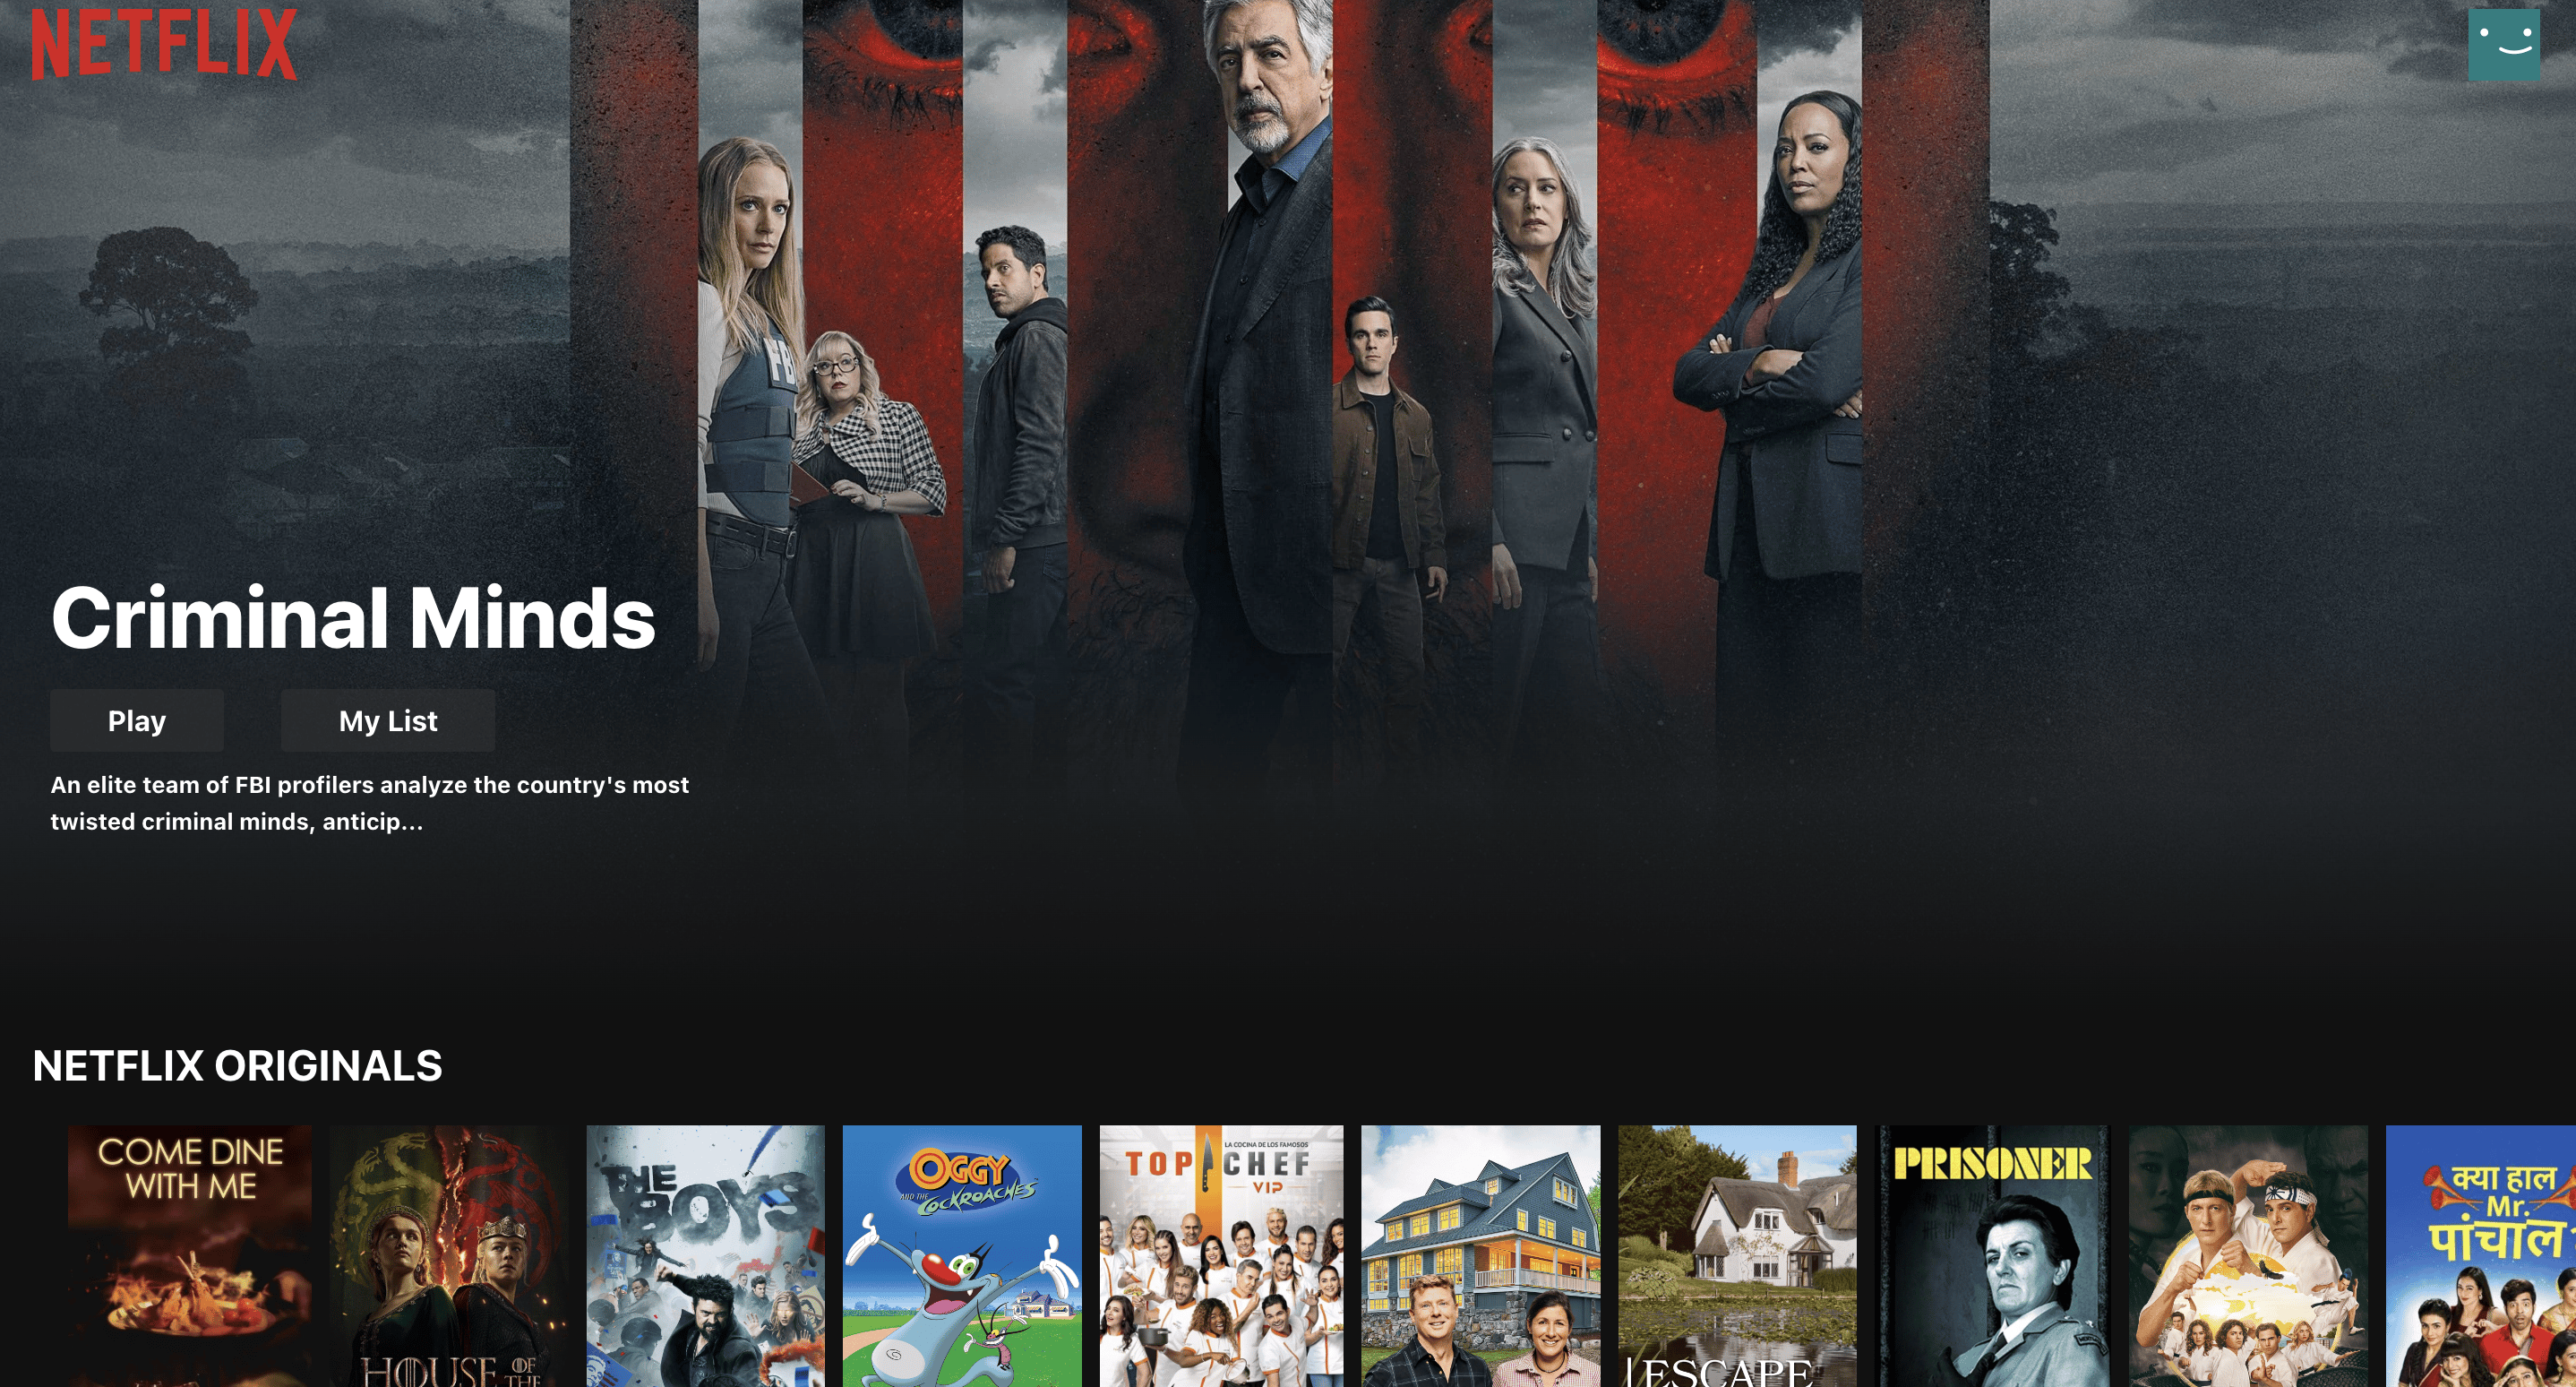 NETFLIX
FBI
Criminal Minds
Play
My List
An elite team of FBI profilers analyze the country's most
twisted criminal minds, anticip...
NETFLIX ORIGINALS
COME DINE
WITH ME
HOUSE OF
THE
THE
BOYS
OGGY
AND THE
COCKROACHES
LA COCINA DE LOS FAMOSOS
TOP CHEF
VIP
ESCAPE
PRISONER
क्या हाल
Mr.
पांचाल